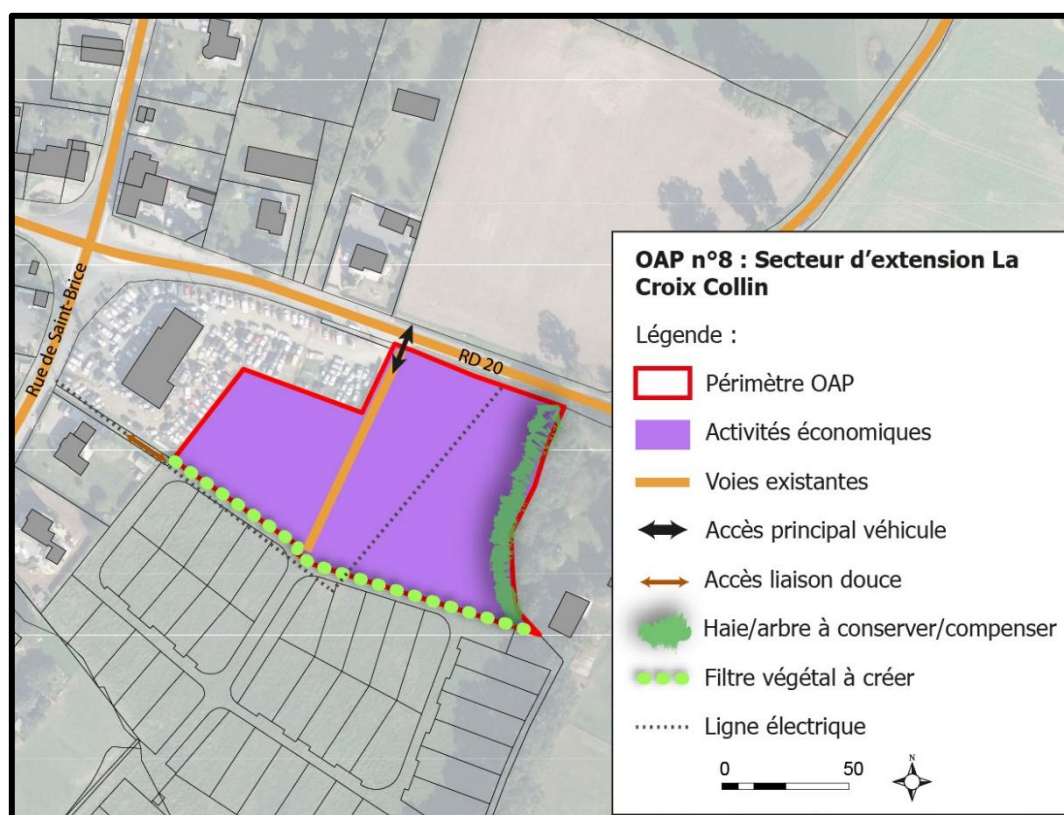 Rue de Saint-Brice
RD 20
OAP n°8 : Secteur d'extension La
Croix Collin
Légende :
Périmètre OAP
Activités économiques
Voies existantes
Accès principal véhicule
Accès liaison douce
Haie/arbre à conserver/compenser
Filtre végétal à créer
Ligne électrique
0 50
N